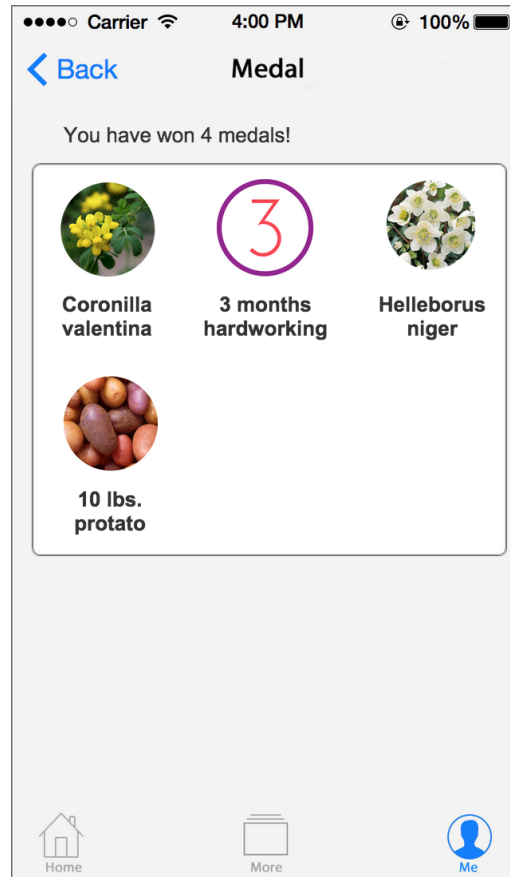 Carrier 4:00 PM 100%
Back Medal
You have won 4 medals!
3
Coronilla 3 months Helleborus
valentina hardworking niger
10 lbs.
protato
Home More Me